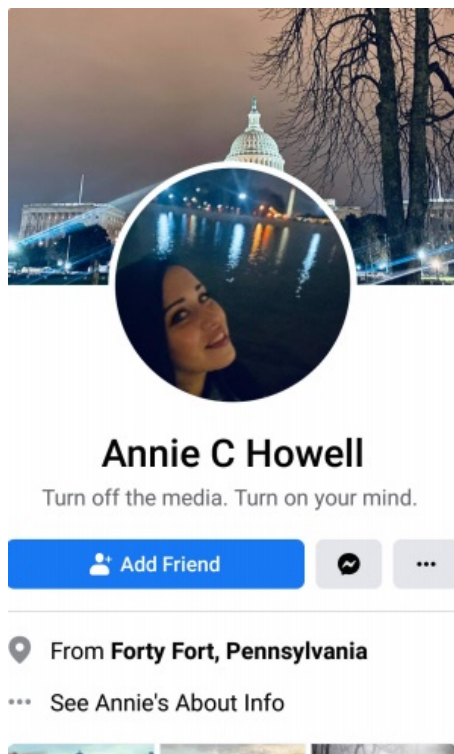 Annie C Howell
Turn off the media. Turn on your mind.
Add Friend
From Forty Fort, Pennsylvania
See Annie's About Info